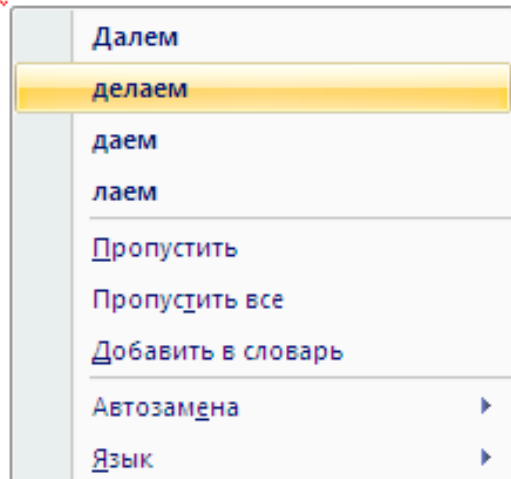 Далем
делаем
даем
лаем
Пропустить
Пропустить все
Добавить в словарь
Автозамена
Язык